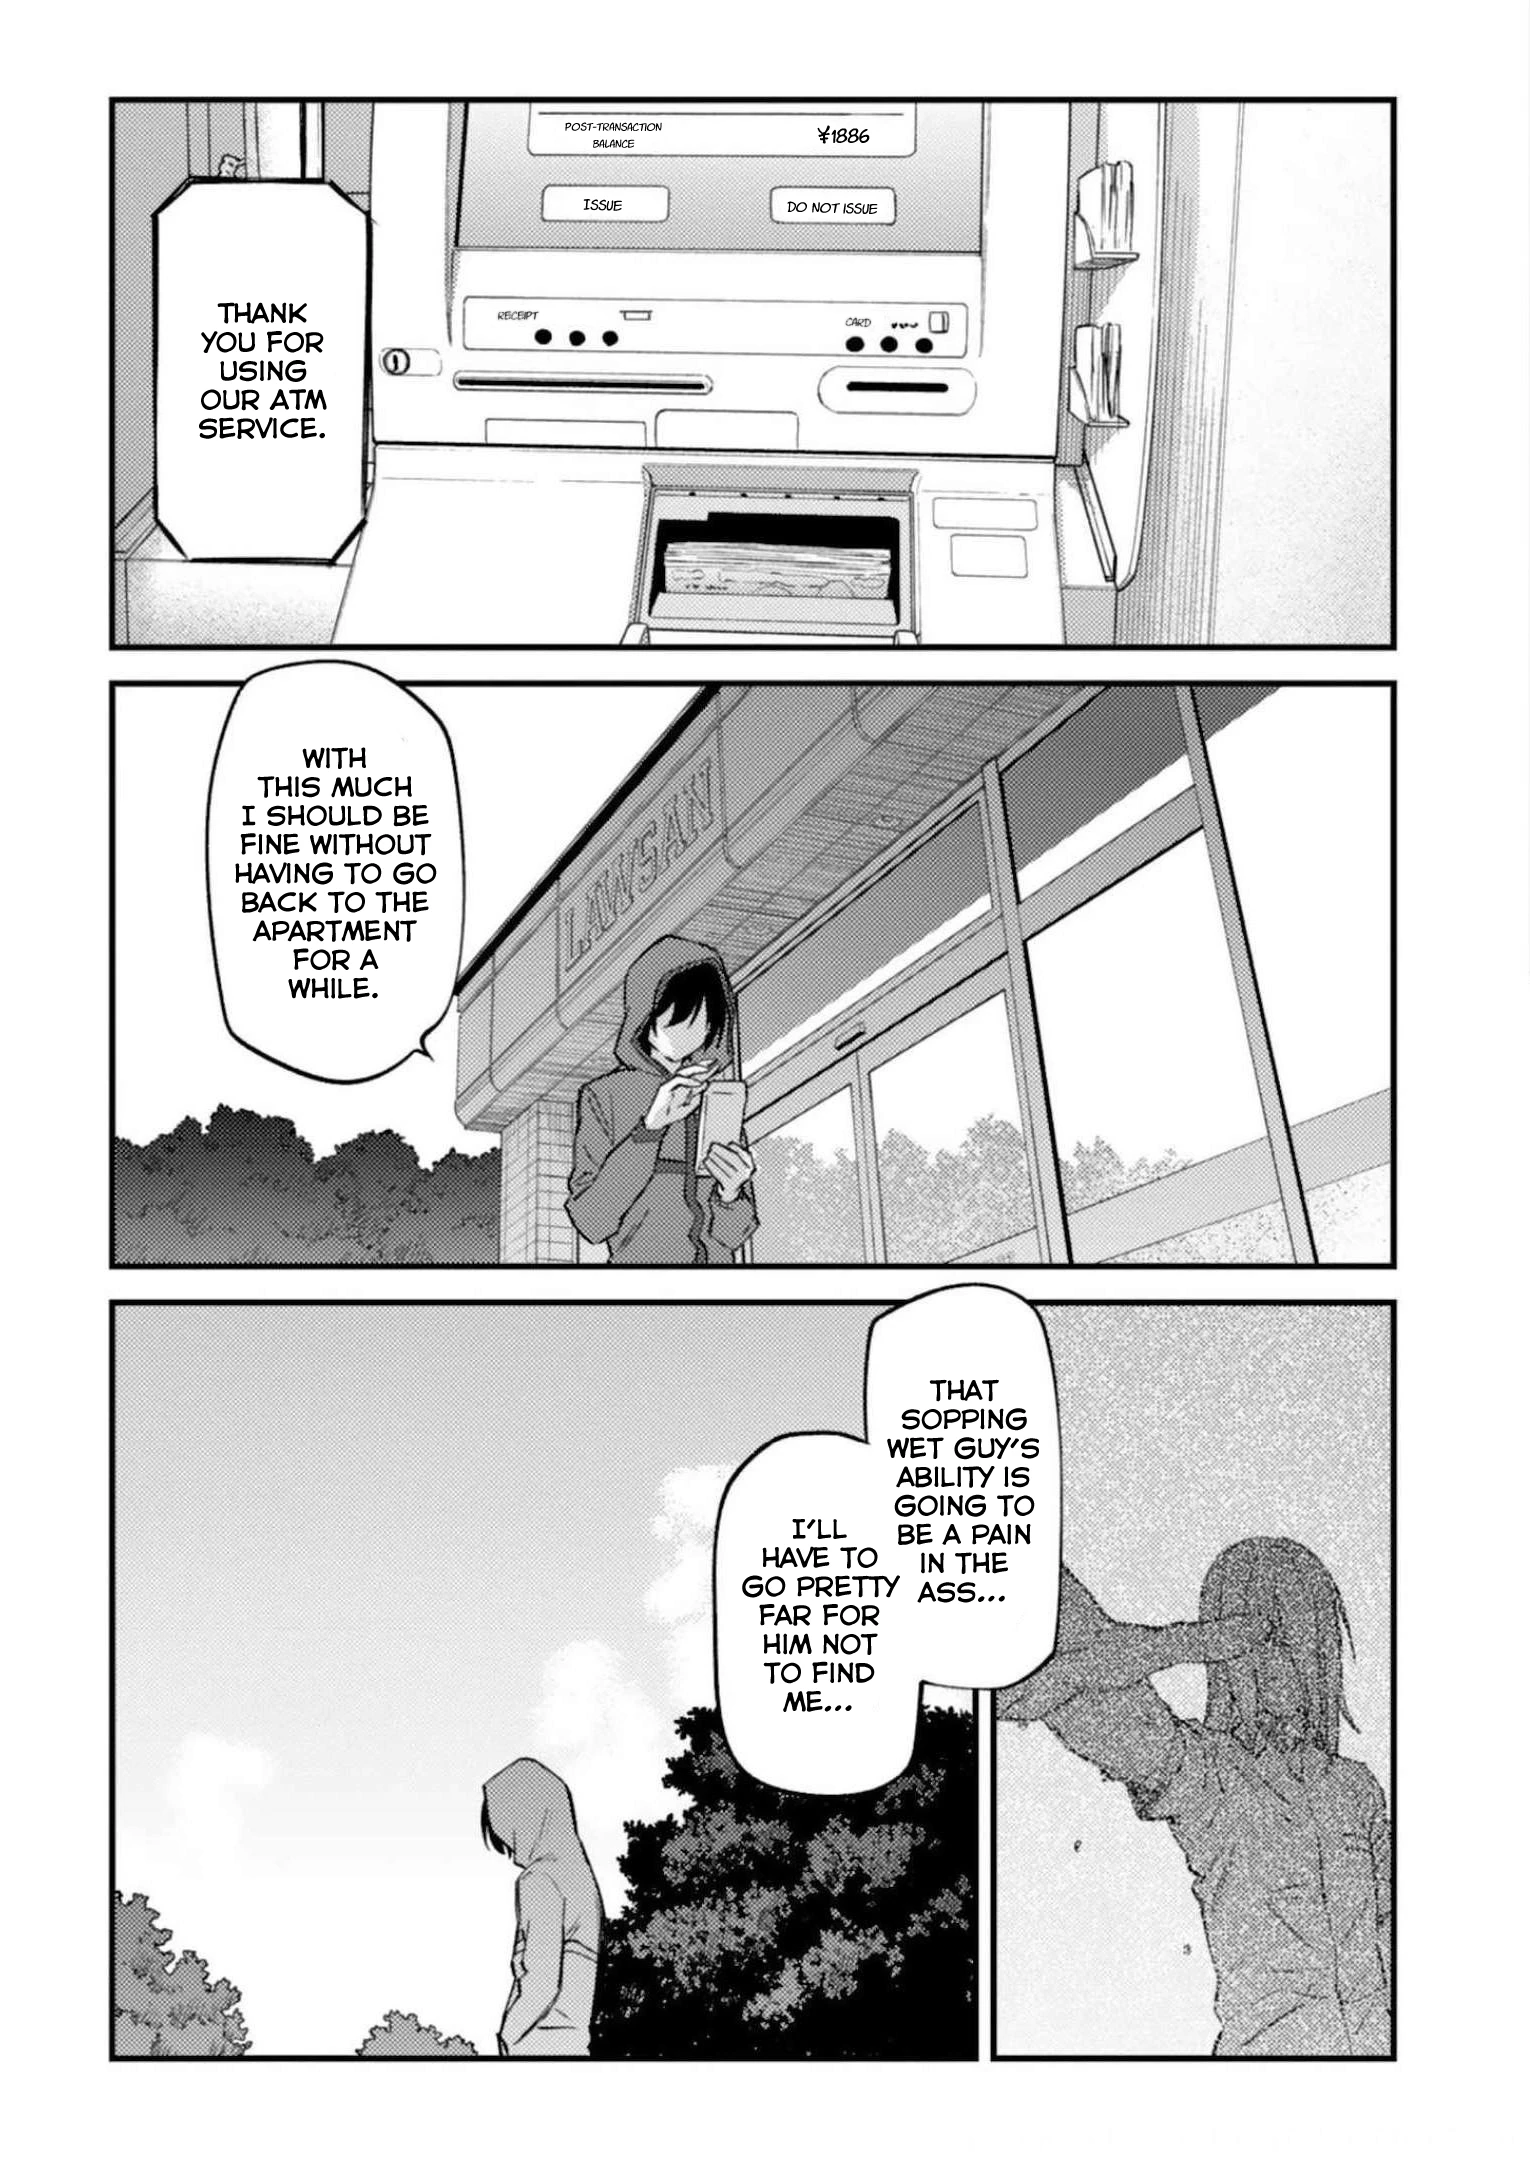 POST-TRANSACTION
BALANCE
¥1886
ISSUE
DO NOT ISSUE
RECEIPT
CARD
THANK
YOU FOR
USING
OUR ATM
SERVICE.
WITH
THIS MUCH
I SHOULD BE
FINE WITHOUT
HAVING TO GO
BACK TO THE
APARTMENT
FOR A
WHILE.
LAWSAN
THAT
SOPPING
WET GUY'S
ABILITY IS
GOING TO
BE A PAIN
IN THE
ASS...
I'LL
HAVE TO
GO PRETTY
FAR FOR
HIM NOT
TO FIND
ME...